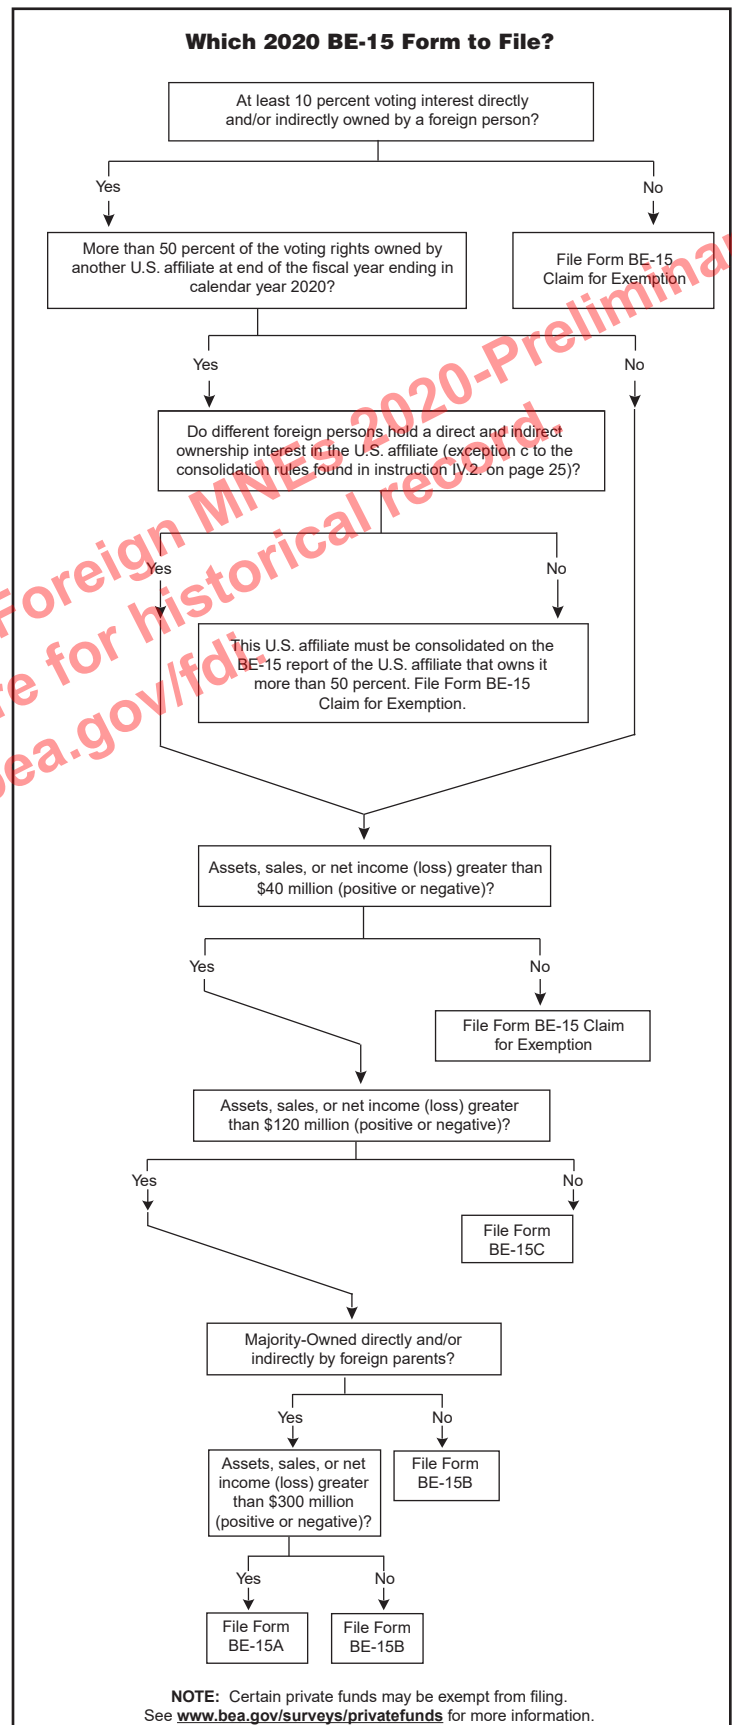 Which 2020 BE-15 Form to File?
At least 10 percent voting interest directly
and/or indirectly owned by a foreign person?
Yes
No
More than 50 percent of the voting rights owned by
another U.S. affiliate at end of the fiscal year ending in
calendar year 2020?
File Form BE-15
Claim for Exemption
Yes
No
Do different foreign persons hold a direct and indirect
ownership interest in the U.S. affiliate (exception c to the
consolidation rules found in instruction IV.2. on page 25)?
Yes
No
This U.S. affiliate must be consolidated on the
BE-15 report of the U.S. affiliate that owns it
more than 50 percent. File Form BE-15
Claim for Exemption.
Foreign MNEs 2020-Prelimina
for historical record.
bea.gov/fdi.
Assets, sales, or net income (loss) greater than
$40 million (positive or negative)?
Yes
No
File Form BE-15 Claim
for Exemption
Assets, sales, or net income (loss) greater
than $120 million (positive or negative)?
Yes
No
File Form
BE-15C
Majority-Owned directly and/or
indirectly by foreign parents?
Yes
No
Assets, sales, or net
income (loss) greater
than $300 million
(positive or negative)?
File Form
BE-15B
Yes
No
File Form
BE-15A
File Form
BE-15B
NOTE: Certain private funds may be exempt from filing.
See www.bea.gov/surveys/privatefunds for more information.